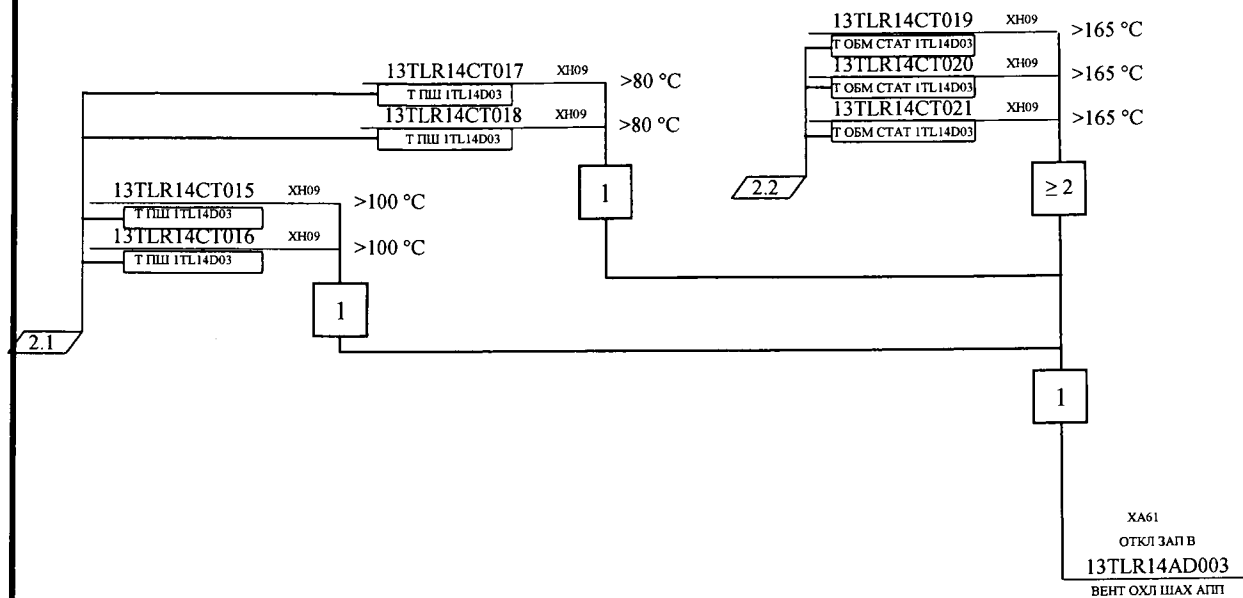 13TLR14CT019 XH09 >165 °C
Т ОБМ СТАТ 1TL14D03
13TLR14CT020 XH09 >165 °C
Т ОБМ СТАТ 1TL14D03
13TLR14CT021 XH09 >165 °C
Т ОБМ СТАТ 1TL14D03
2.2
≥ 2
13TLR14CT017 XH09 >80 °C
Т ПШ 1TL14D03
13TLR14CT018 XH09 >80 °C
Т ПШ 1TL14D03
1
13TLR14CT015 XH09 >100 °C
Т ПШ 1TL14D03
13TLR14CT016 XH09 >100 °C
Т ПШ 1TL14D03
1
2.1
1
XA61
ОТКЛ ЗАП В
13TLR14AD003
ВЕНТ ОХЛ ШАХ АПП